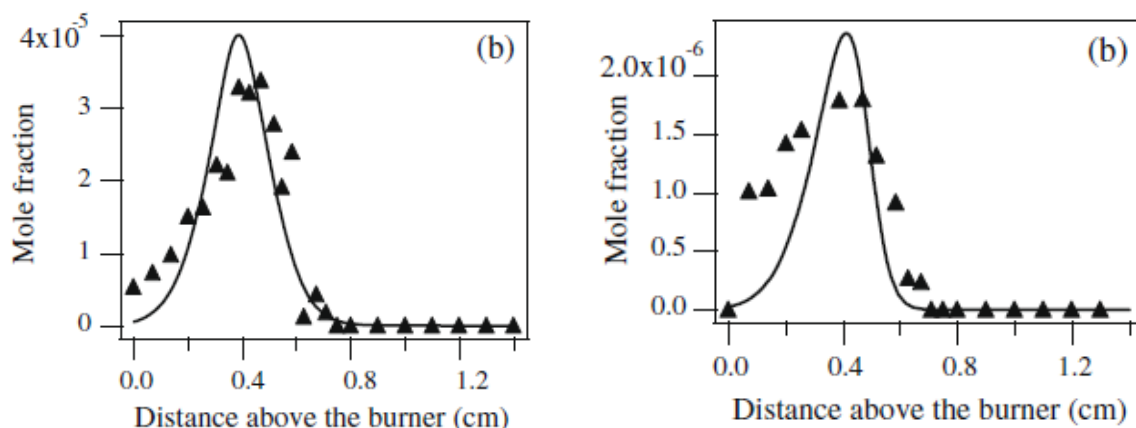 4x10⁻⁵
(b)
3
2
1
0
Mole fraction
0.0 0.4 0.8 1.2
Distance above the burner (cm)
(b)
2.0x10⁻⁶
1.5
1.0
0.5
0.0
Mole fraction
0.0 0.4 0.8 1.2
Distance above the burner (cm)